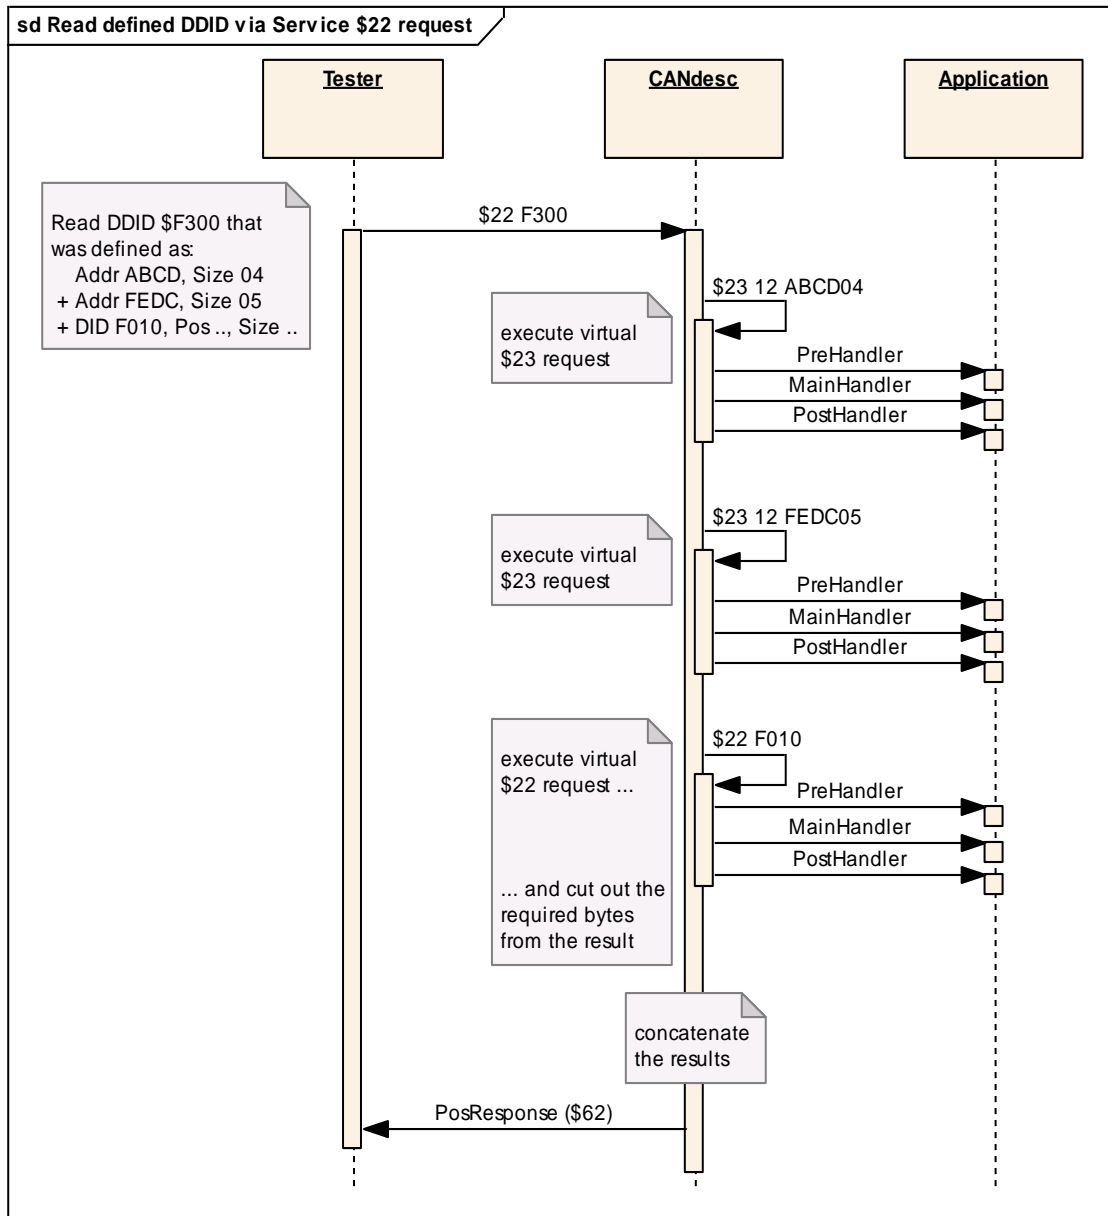 sd Read defined DDID via Service $22 request
Tester
CANdesc
Application
Read DDID $F300 that
was defined as:
Addr ABCD, Size 04
+ Addr FEDC, Size 05
+ DID F010, Pos .., Size ..
$22 F300
$23 12 ABCD04
execute virtual
$23 request
PreHandler
MainHandler
PostHandler
$23 12 FEDC05
execute virtual
$23 request
PreHandler
MainHandler
PostHandler
$22 F010
execute virtual
$22 request ...
PreHandler
MainHandler
PostHandler
... and cut out the
required bytes
from the result
concatenate
the results
PosResponse ($62)